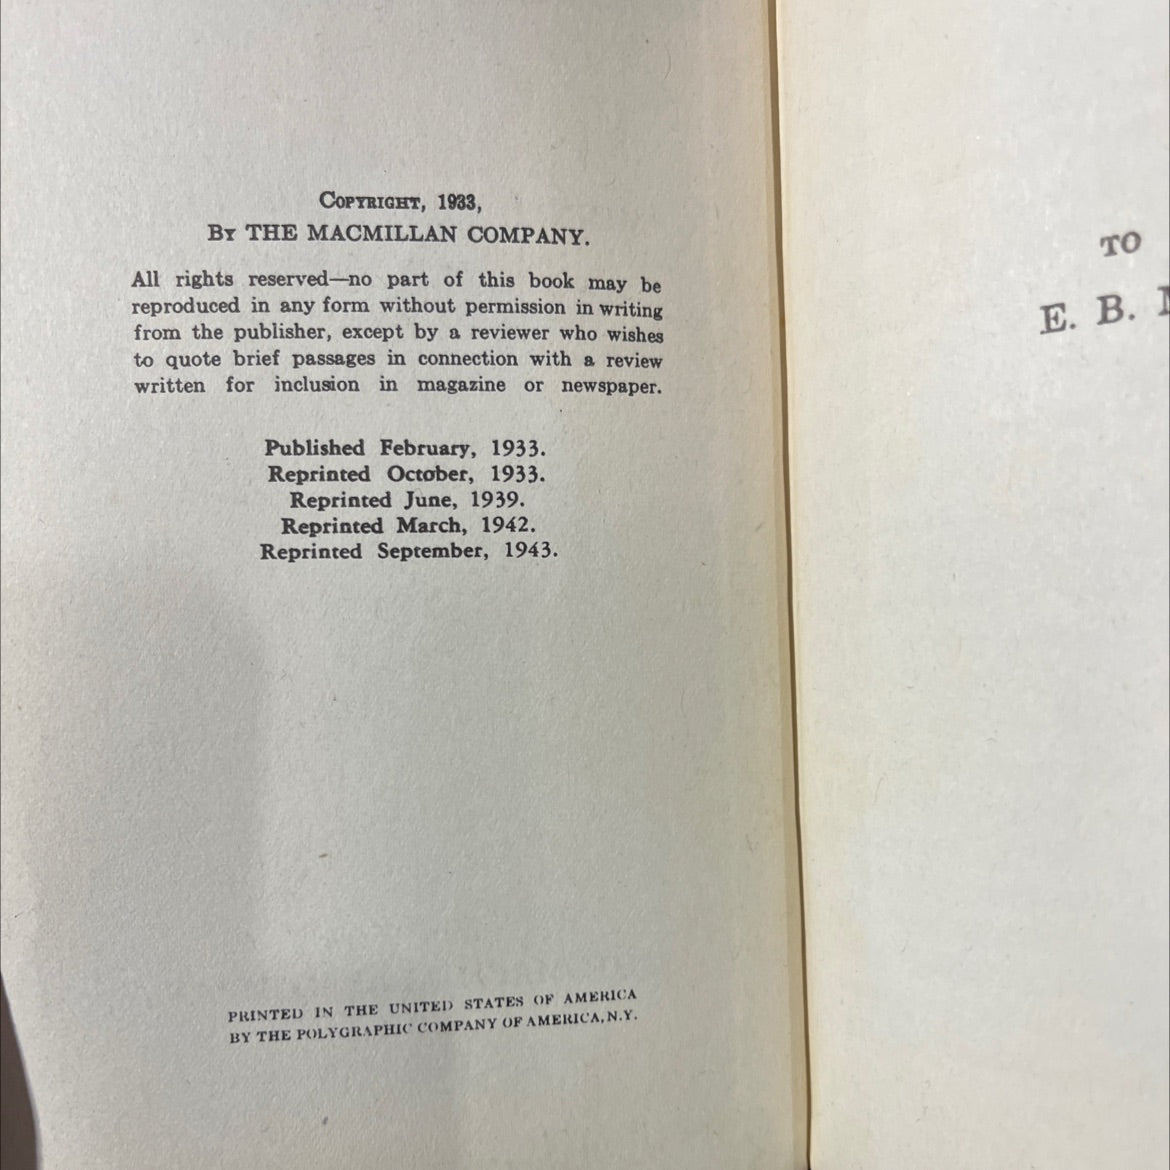 COPYRIGHT, 1933,
BY THE MACMILLAN COMPANY.
All rights reserved—no part of this book may be
reproduced in any form without permission in writing
from the publisher, except by a reviewer who wishes
to quote brief passages in connection with a review
written for inclusion in magazine or newspaper.
Published February, 1933.
Reprinted October, 1933.
Reprinted June, 1939.
Reprinted March, 1942.
Reprinted September, 1943.
PRINTED IN THE UNITED STATES OF AMERICA
BY THE POLYGRAPHIC COMPANY OF AMERICA, N.Y.
TO
E. B.